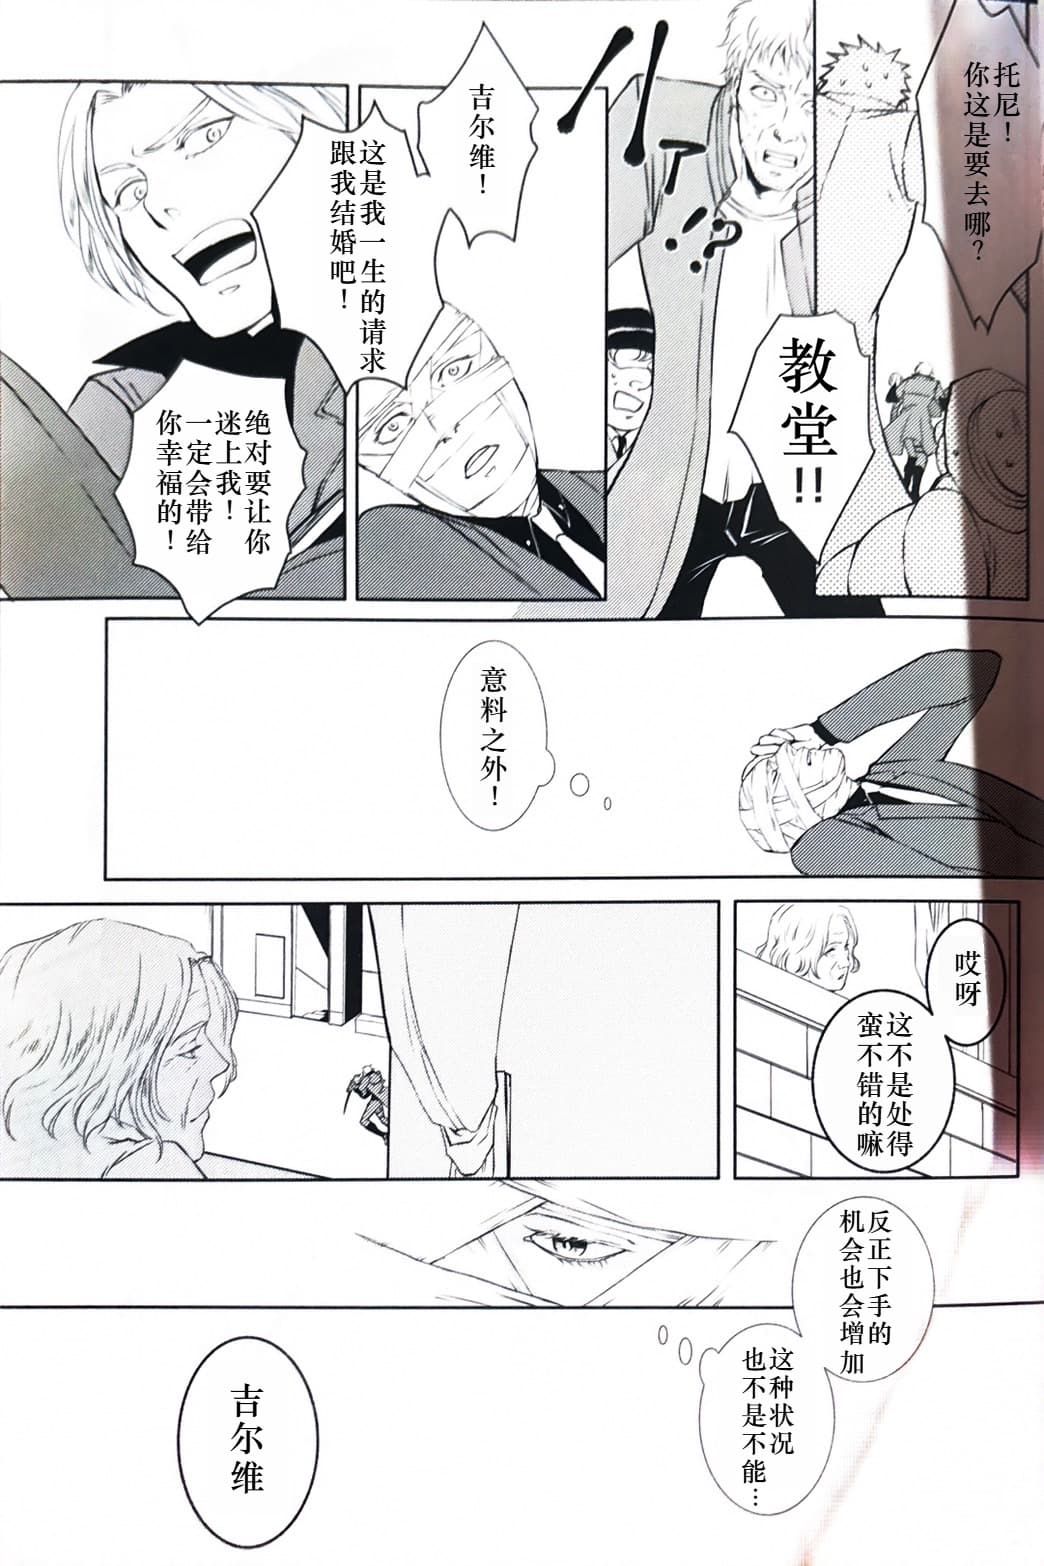 托尼！
你这是要去哪？
教堂!!
ア
!?
吉尔维！
这是我一生的请求
跟我结婚吧！
绝对要让你
迷上我！
一定会带给
你幸福的！
意料之外！
哎呀
这不是处得
蛮不错的嘛
反正下手的
机会也会增加
这种状况
也不是不能…
吉尔维